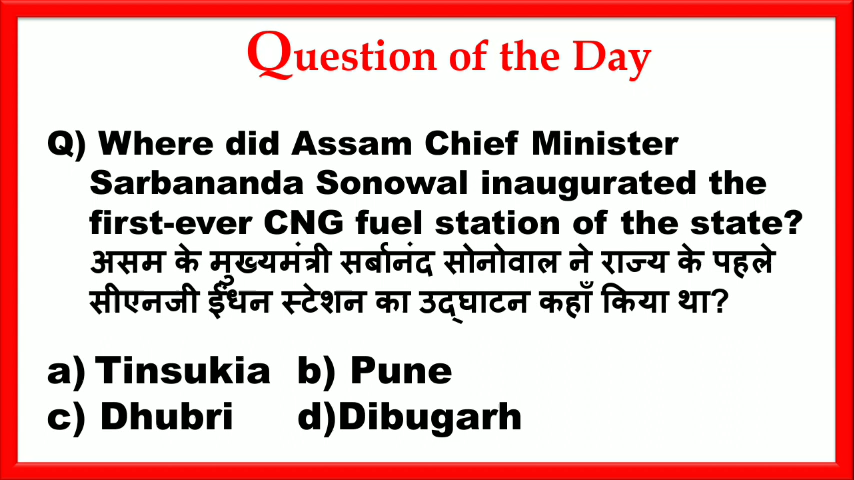 Question of the Day
Q) Where did Assam Chief Minister
Sarbananda Sonowal inaugurated the
first-ever CNG fuel station of the state?
असम के मुख्यमंत्री सर्बानंद सोनोवाल ने राज्य के पहले
सीएनजी ईंधन स्टेशन का उद्घाटन कहाँ किया था?
a) Tinsukia b) Pune
c) Dhubri d)Dibugarh